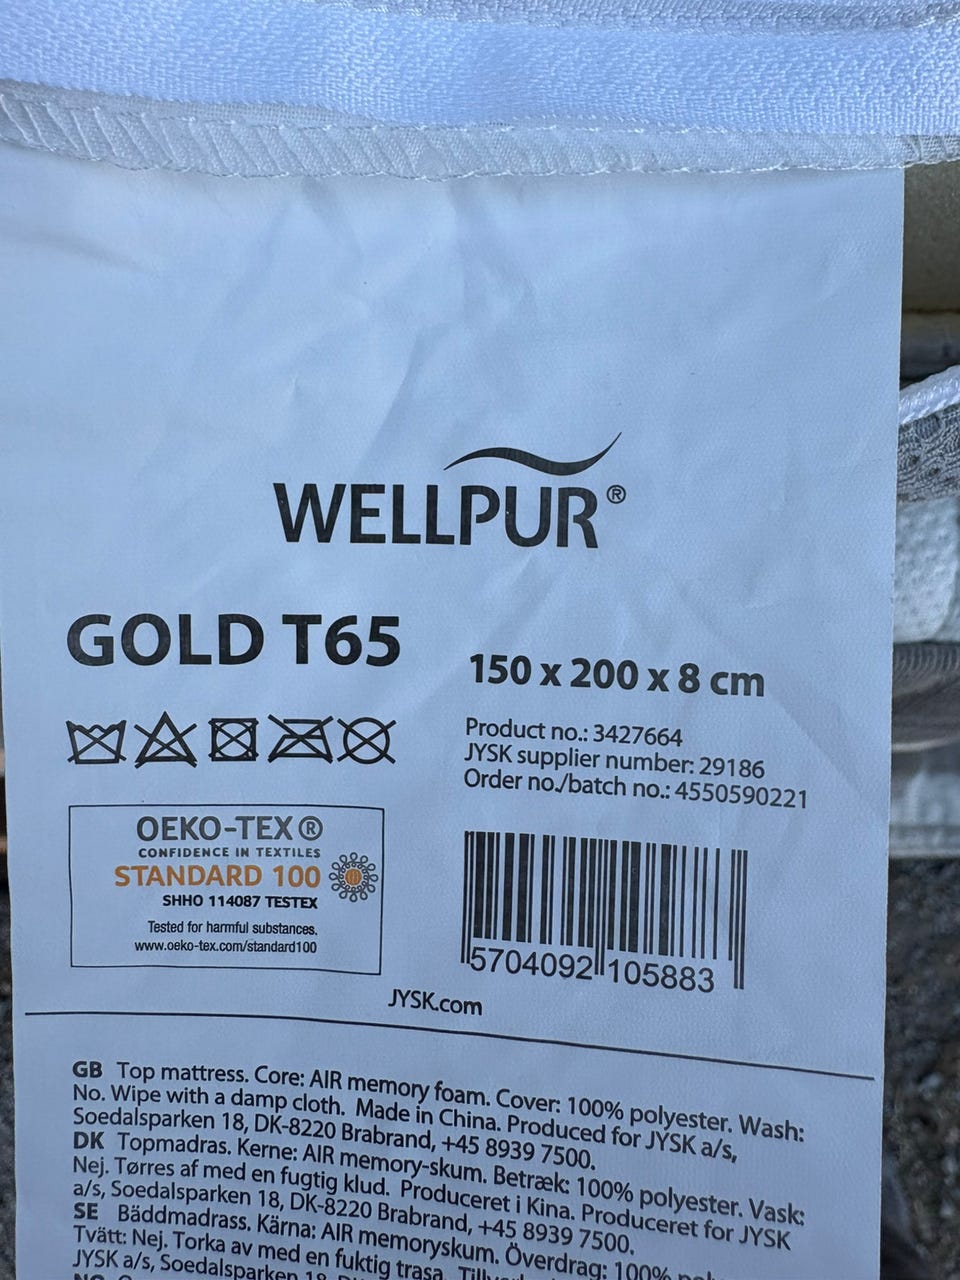 WELLPUR®
GOLD T65
150 x 200 x 8 cm
Product no.: 3427664
JYSK supplier number: 29186
Order no./batch no.: 4550590221
OEKO-TEX®
CONFIDENCE IN TEXTILES
STANDARD 100
SHHO 114087 TESTEX
Tested for harmful substances.
www.oeko-tex.com/standard100
5704092 105883
JYSK.com
GB Top mattress. Core: AIR memory foam. Cover: 100% polyester. Wash:
No. Wipe with a damp cloth. Made in China. Produced for JYSK a/s,
Soedalsparken 18, DK-8220 Brabrand, +45 8939 7500.
DK Topmadras. Kerne: AIR memory-skum. Betræk: 100% polyester. Vask:
Nej. Tørres af med en fugtig klud. Produceret i Kina. Produceret for JYSK
a/s, Soedalsparken 18, DK-8220 Brabrand, +45 8939 7500.
SE Bäddmadrass. Kärna: AIR memoryskum. Överdrag: 100%
Tvätt: Nej. Torka av med en fuktig trasa.
JYSK a/s, Soedalsparken 18,